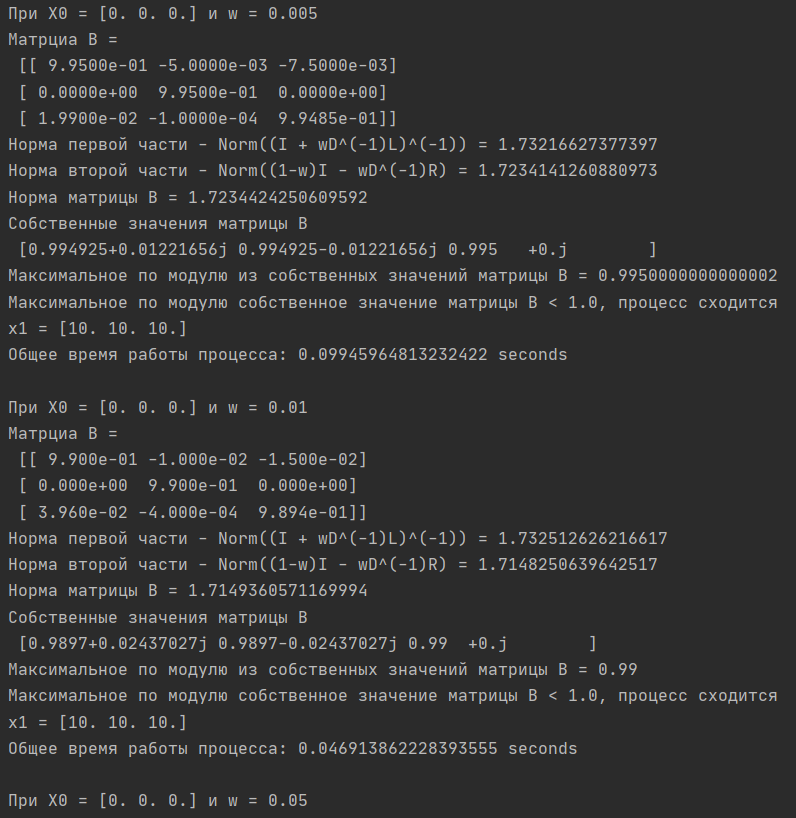 При X0 = [0. 0. 0.] и w = 0.005
Матрциа B =
[[ 9.9500e-01 -5.0000e-03 -7.5000e-03]
[ 0.0000e+00  9.9500e-01  0.0000e+00]
[ 1.9900e-02 -1.0000e-04  9.9485e-01]]
Норма первой части - Norm((I + wD^(-1)L)^(-1)) = 1.73216627377397
Норма второй части - Norm((1-w)I - wD^(-1)R) = 1.7234141260880973
Норма матрицы B = 1.7234424250609592
Собственные значения матрицы B
[0.994925+0.01221656j 0.994925-0.01221656j 0.995   +0.j         ]
Максимальное по модулю из собственных значений матрицы B = 0.9950000000000002
Максимальное по модулю собственное значение матрицы B < 1.0, процесс сходится
x1 = [10. 10. 10.]
Общее время работы процесса: 0.09945964813232422 seconds
При X0 = [0. 0. 0.] и w = 0.01
Матрциа B =
[[ 9.900e-01 -1.000e-02 -1.500e-02]
[ 0.000e+00  9.900e-01  0.000e+00]
[ 3.960e-02 -4.000e-04  9.894e-01]]
Норма первой части - Norm((I + wD^(-1)L)^(-1)) = 1.732512626216617
Норма второй части - Norm((1-w)I - wD^(-1)R) = 1.7148250639642517
Норма матрицы B = 1.7149360571169994
Собственные значения матрицы B
[0.9897+0.02437027j 0.9897-0.02437027j 0.99  +0.j        ]
Максимальное по модулю из собственных значений матрицы B = 0.99
Максимальное по модулю собственное значение матрицы B < 1.0, процесс сходится
x1 = [10. 10. 10.]
Общее время работы процесса: 0.046913862228393555 seconds
При X0 = [0. 0. 0.] и w = 0.05